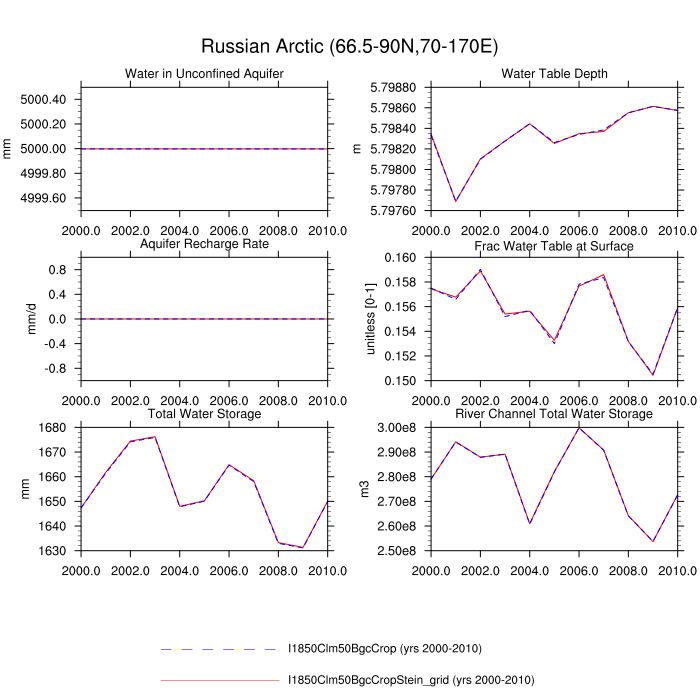 Russian Arctic (66.5-90N,70-170E)
Water in Unconfined Aquifer
mm
5000.40
5000.20
5000.00
4999.80
4999.60
2000.0 2002.0 2004.0 2006.0 2008.0 2010.0
Water Table Depth
m
5.79880
5.79860
5.79840
5.79800
5.79780
5.79760
2000.0 2002.0 2004.0 2006.0 2008.0 2010.0
Aquifer Recharge Rate
mm/d
0.8
0.4
0.0
-0.4
-0.8
2000.0 2002.0 2004.0 2006.0 2008.0 2010.0
Frac Water Table at Surface
unitless [0-1]
0.160
0.158
0.156
0.154
0.152
0.150
2000.0 2002.0 2004.0 2006.0 2008.0 2010.0
Total Water Storage
mm
1680
1670
1660
1650
1640
1630
2000.0 2002.0 2004.0 2006.0 2008.0 2010.0
River Channel Total Water Storage
m3
3.00e8
2.90e8
2.80e8
2.70e8
2.60e8
2.50e8
2000.0 2002.0 2004.0 2006.0 2008.0 2010.0
I1850Clm50BgcCrop (yrs 2000-2010)
I1850Clm50BgcCropStein_grid (yrs 2000-2010)